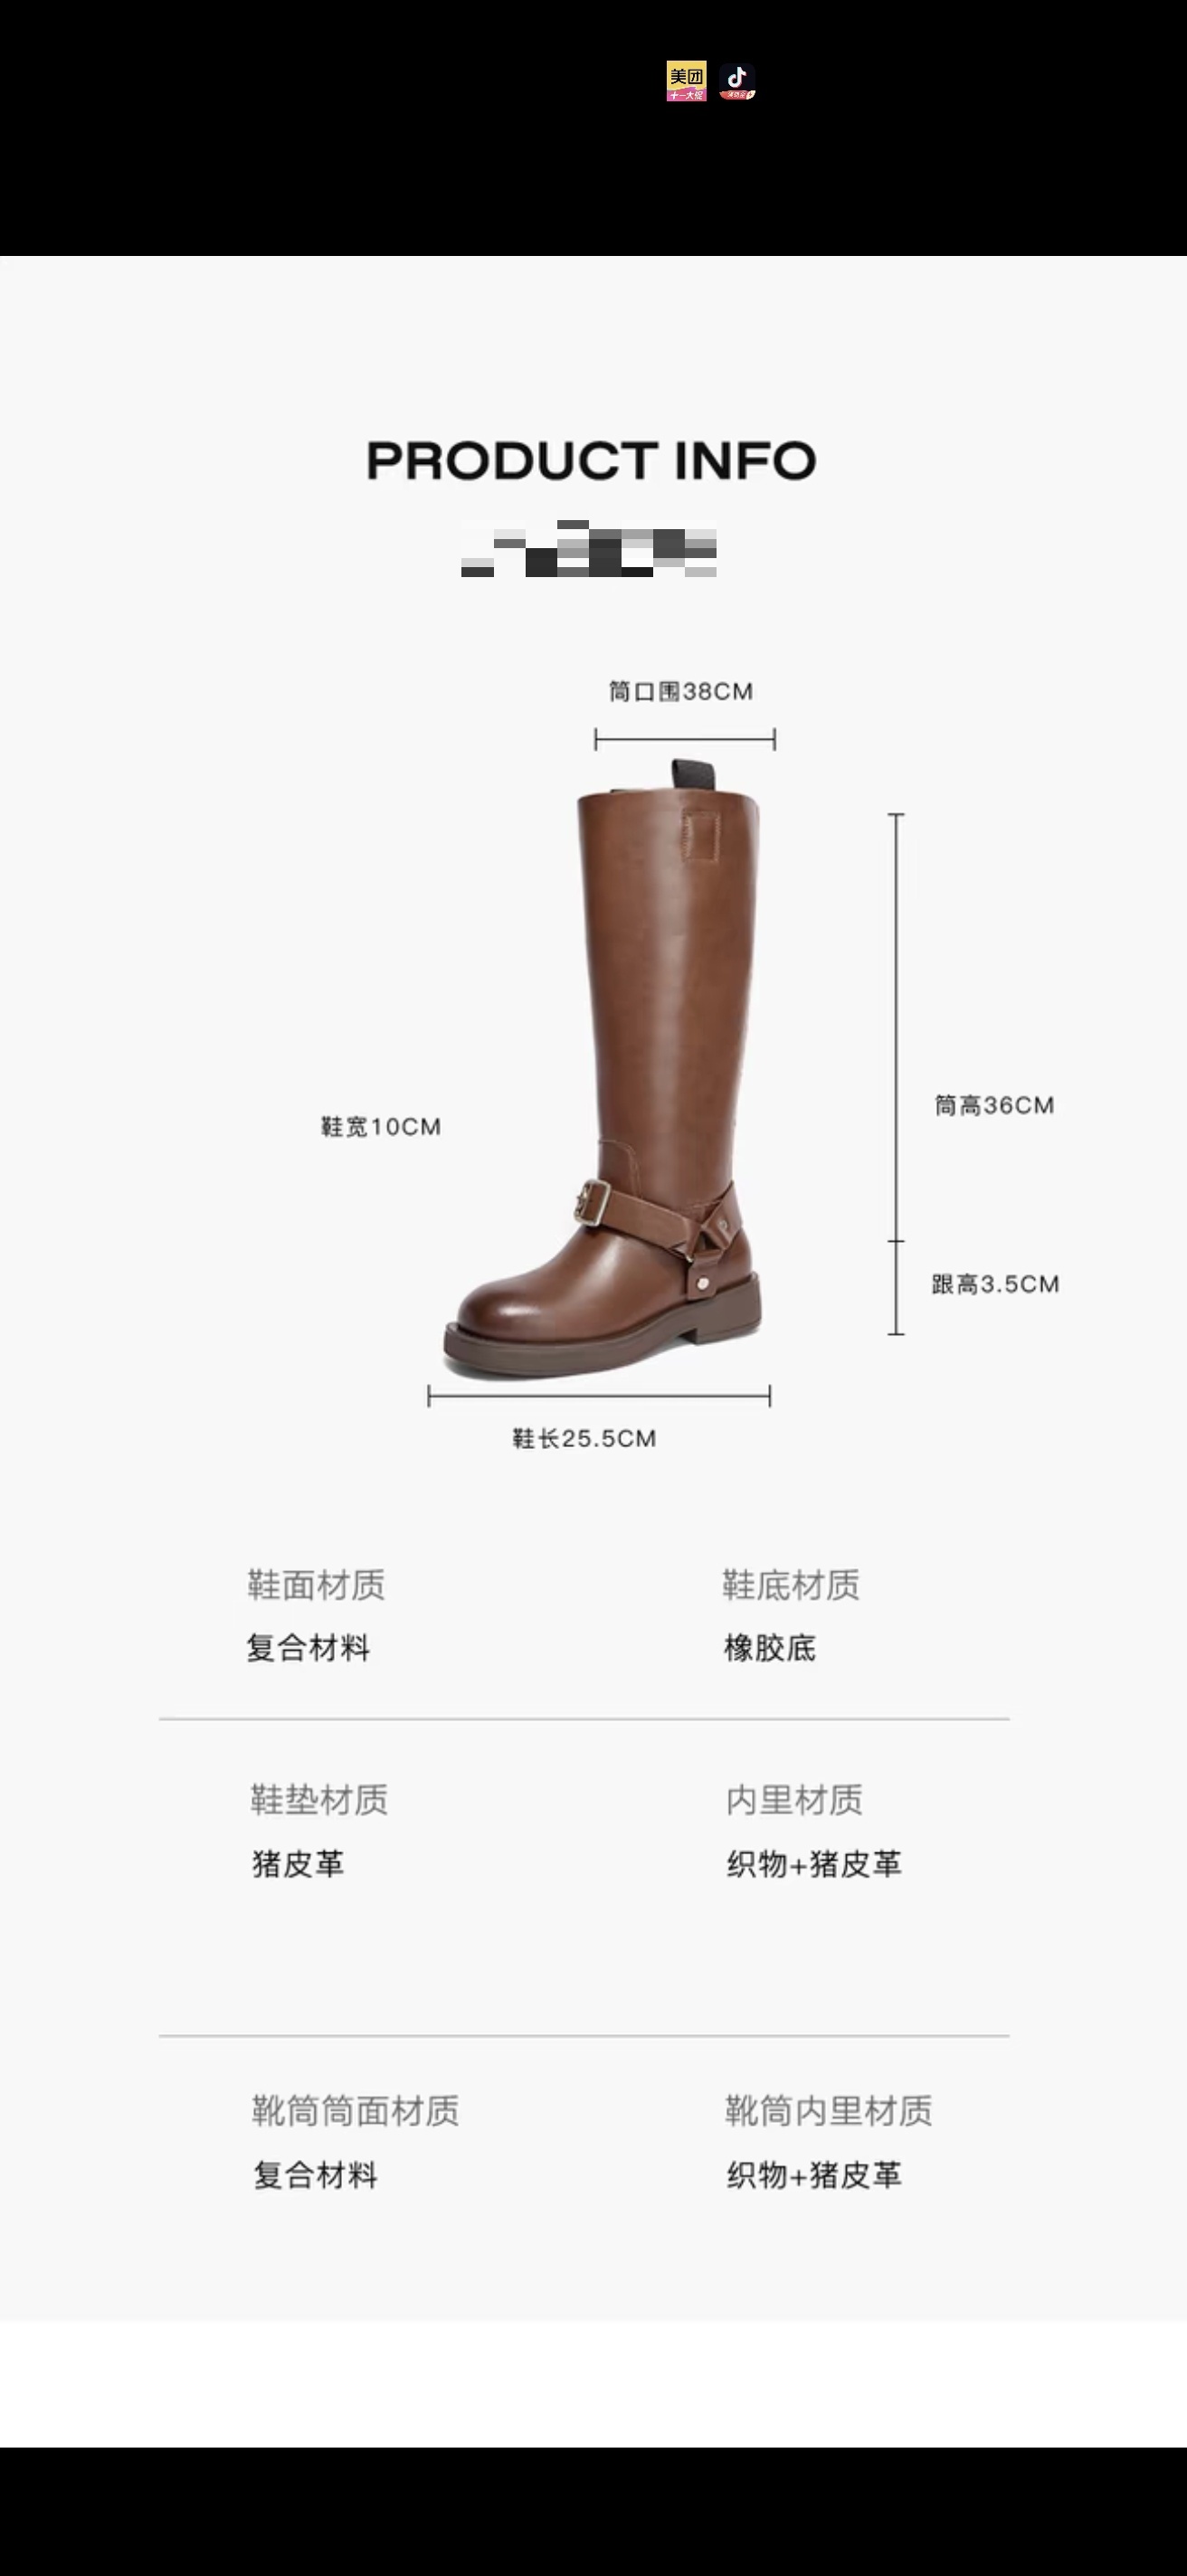 美团
十一大促
PRODUCT INFO
筒口围38CM
鞋宽10CM
筒高36CM
跟高3.5CM
鞋长25.5CM
鞋面材质
鞋底材质
复合材料
橡胶底
鞋垫材质
内里材质
猪皮革
织物+猪皮革
靴筒筒面材质
靴筒内里材质
复合材料
织物+猪皮革